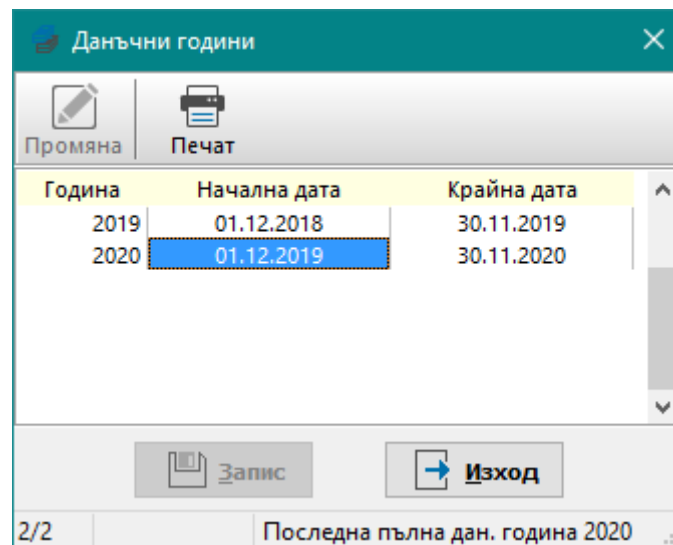 Данъчни години
Промяна Печат
Година Начална дата Крайна дата
2019 01.12.2018 30.11.2019
2020 01.12.2019 30.11.2020
Запис Изход
2/2 Последна пълна дан. година 2020